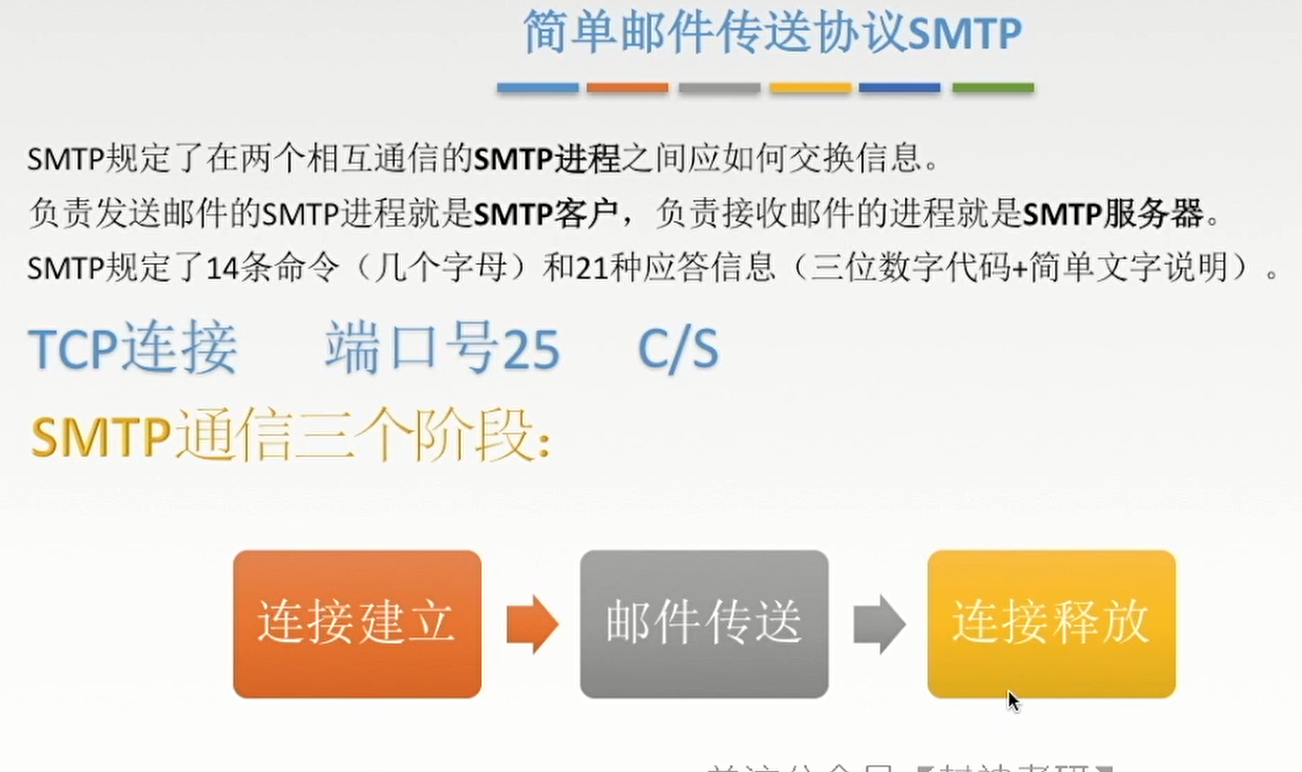 简单邮件传送协议SMTP
SMTP规定了在两个相互通信的SMTP进程之间应如何交换信息。
负责发送邮件的SMTP进程就是SMTP客户，负责接收邮件的进程就是SMTP服务器。
SMTP规定了14条命令（几个字母）和21种应答信息（三位数字代码+简单文字说明）。
TCP连接 端口号25 C/S
SMTP通信三个阶段:
连接建立 邮件传送 连接释放